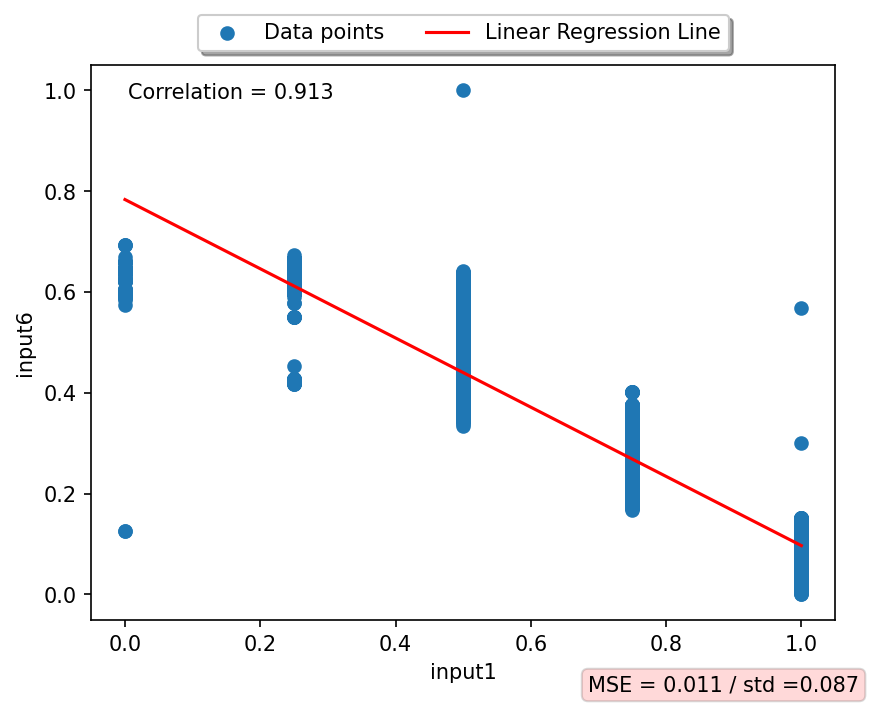 Data points
Linear Regression Line
Correlation = 0.913
1.0
0.8
0.6
0.4
0.2
0.0
input6
0.0
0.2
0.4
0.6
0.8
1.0
input1
MSE = 0.011 / std =0.087